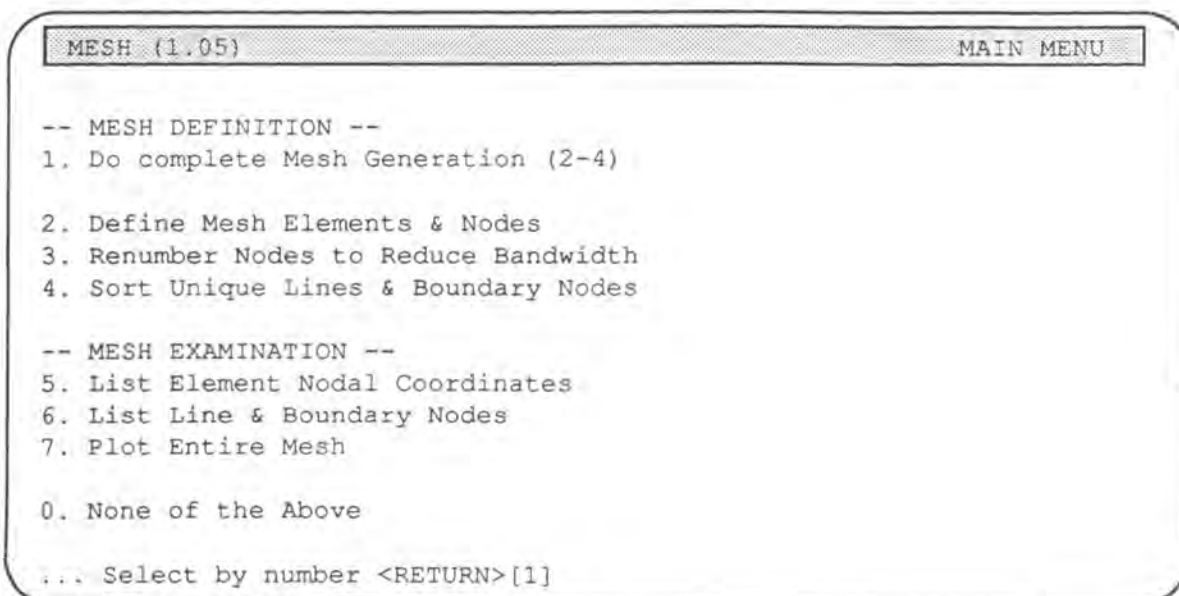 MESH (1.05) MAIN MENU
-- MESH DEFINITION --
1. Do complete Mesh Generation (2-4)
2. Define Mesh Elements & Nodes
3. Renumber Nodes to Reduce Bandwidth
4. Sort Unique Lines & Boundary Nodes
-- MESH EXAMINATION --
5. List Element Nodal Coordinates
6. List Line & Boundary Nodes
7. Plot Entire Mesh
0. None of the Above
... Select by number <RETURN>[1]